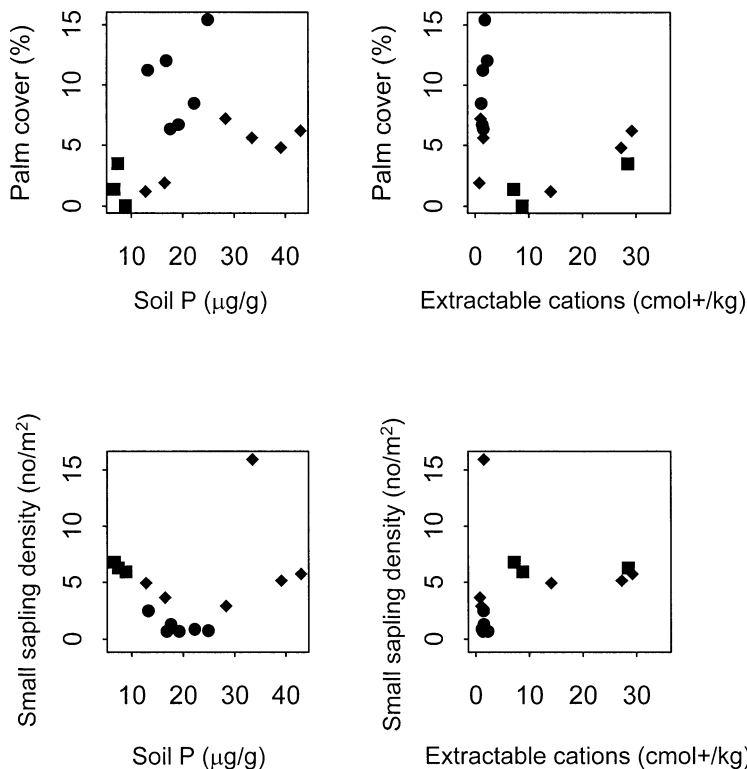 Palm cover (%)
15
10
5
0
10 20 30 40
Soil P (μg/g)
Palm cover (%)
15
10
5
0
0 10 20 30
Extractable cations (cmol+/kg)
Small sapling density (no/m²)
15
10
5
0
10 20 30 40
Soil P (μg/g)
Small sapling density (no/m²)
15
10
5
0
0 10 20 30
Extractable cations (cmol+/kg)